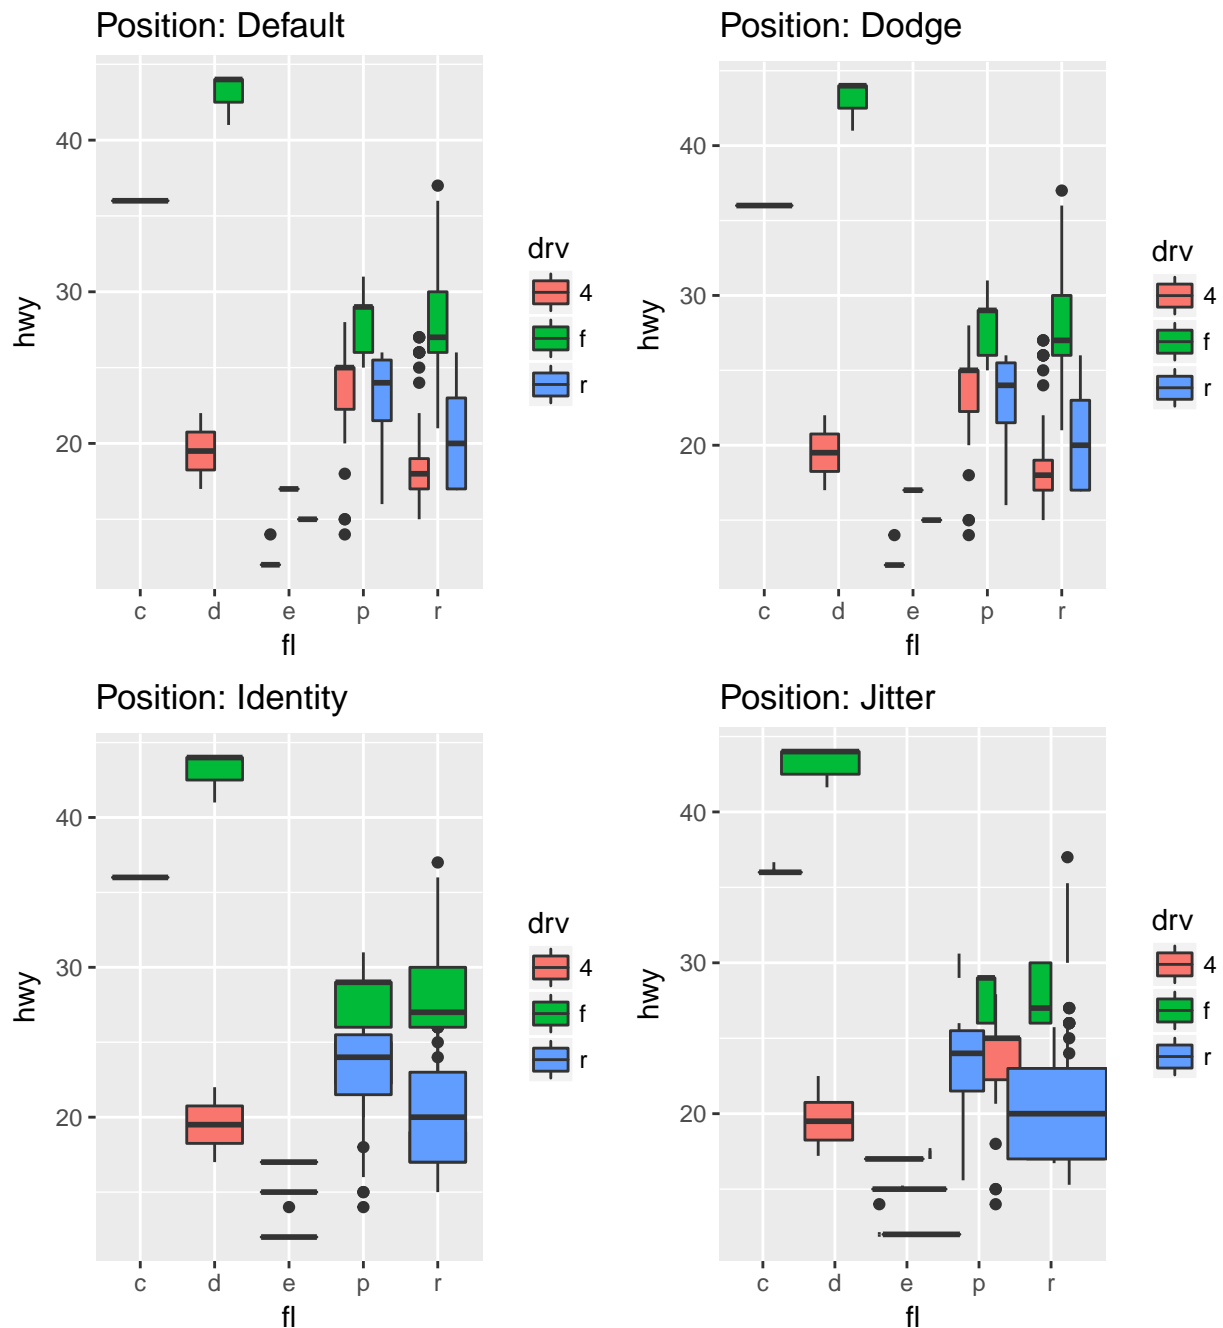 Position: Default
hwy
40
30
20
c d e p r
fl
drv
4
f
r
Position: Dodge
hwy
40
30
20
c d e p r
fl
drv
4
f
r
Position: Identity
hwy
40
30
20
c d e p r
fl
drv
4
f
r
Position: Jitter
hwy
40
30
20
c d e p r
fl
drv
4
f
r